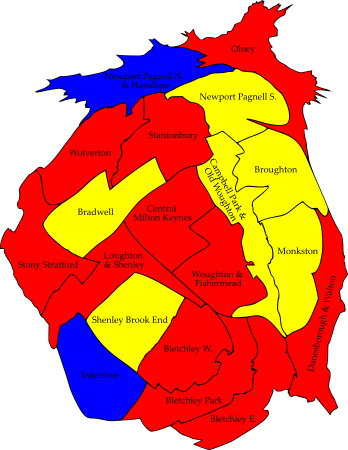 Olney
Newport Pagnell N.
& Hanslope
Newport Pagnell S.
Stantonbury
Wolverton
Campbell Park &
Old Woughton
Broughton
Bradwell
Central
Milton Keynes
Monkston
Stony Stratford
Loughton
& Shenley
Woughton &
Fishermead
Danesborough & Walton
Shenley Brook End
Bletchley W.
Tattenhoe
Bletchley Park
Bletchley E.